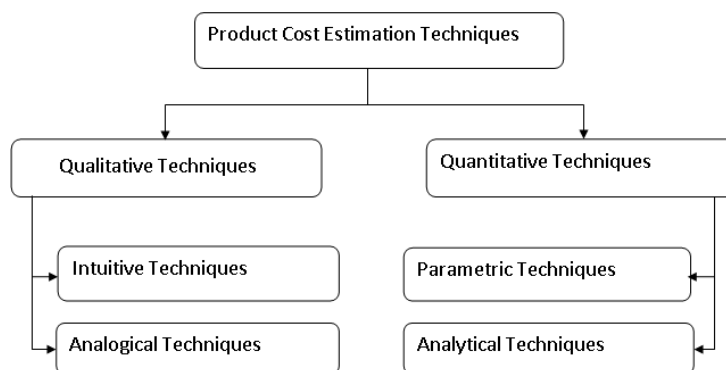 Product Cost Estimation Techniques
Qualitative Techniques
Quantitative Techniques
Intuitive Techniques
Parametric Techniques
Analogical Techniques
Analytical Techniques